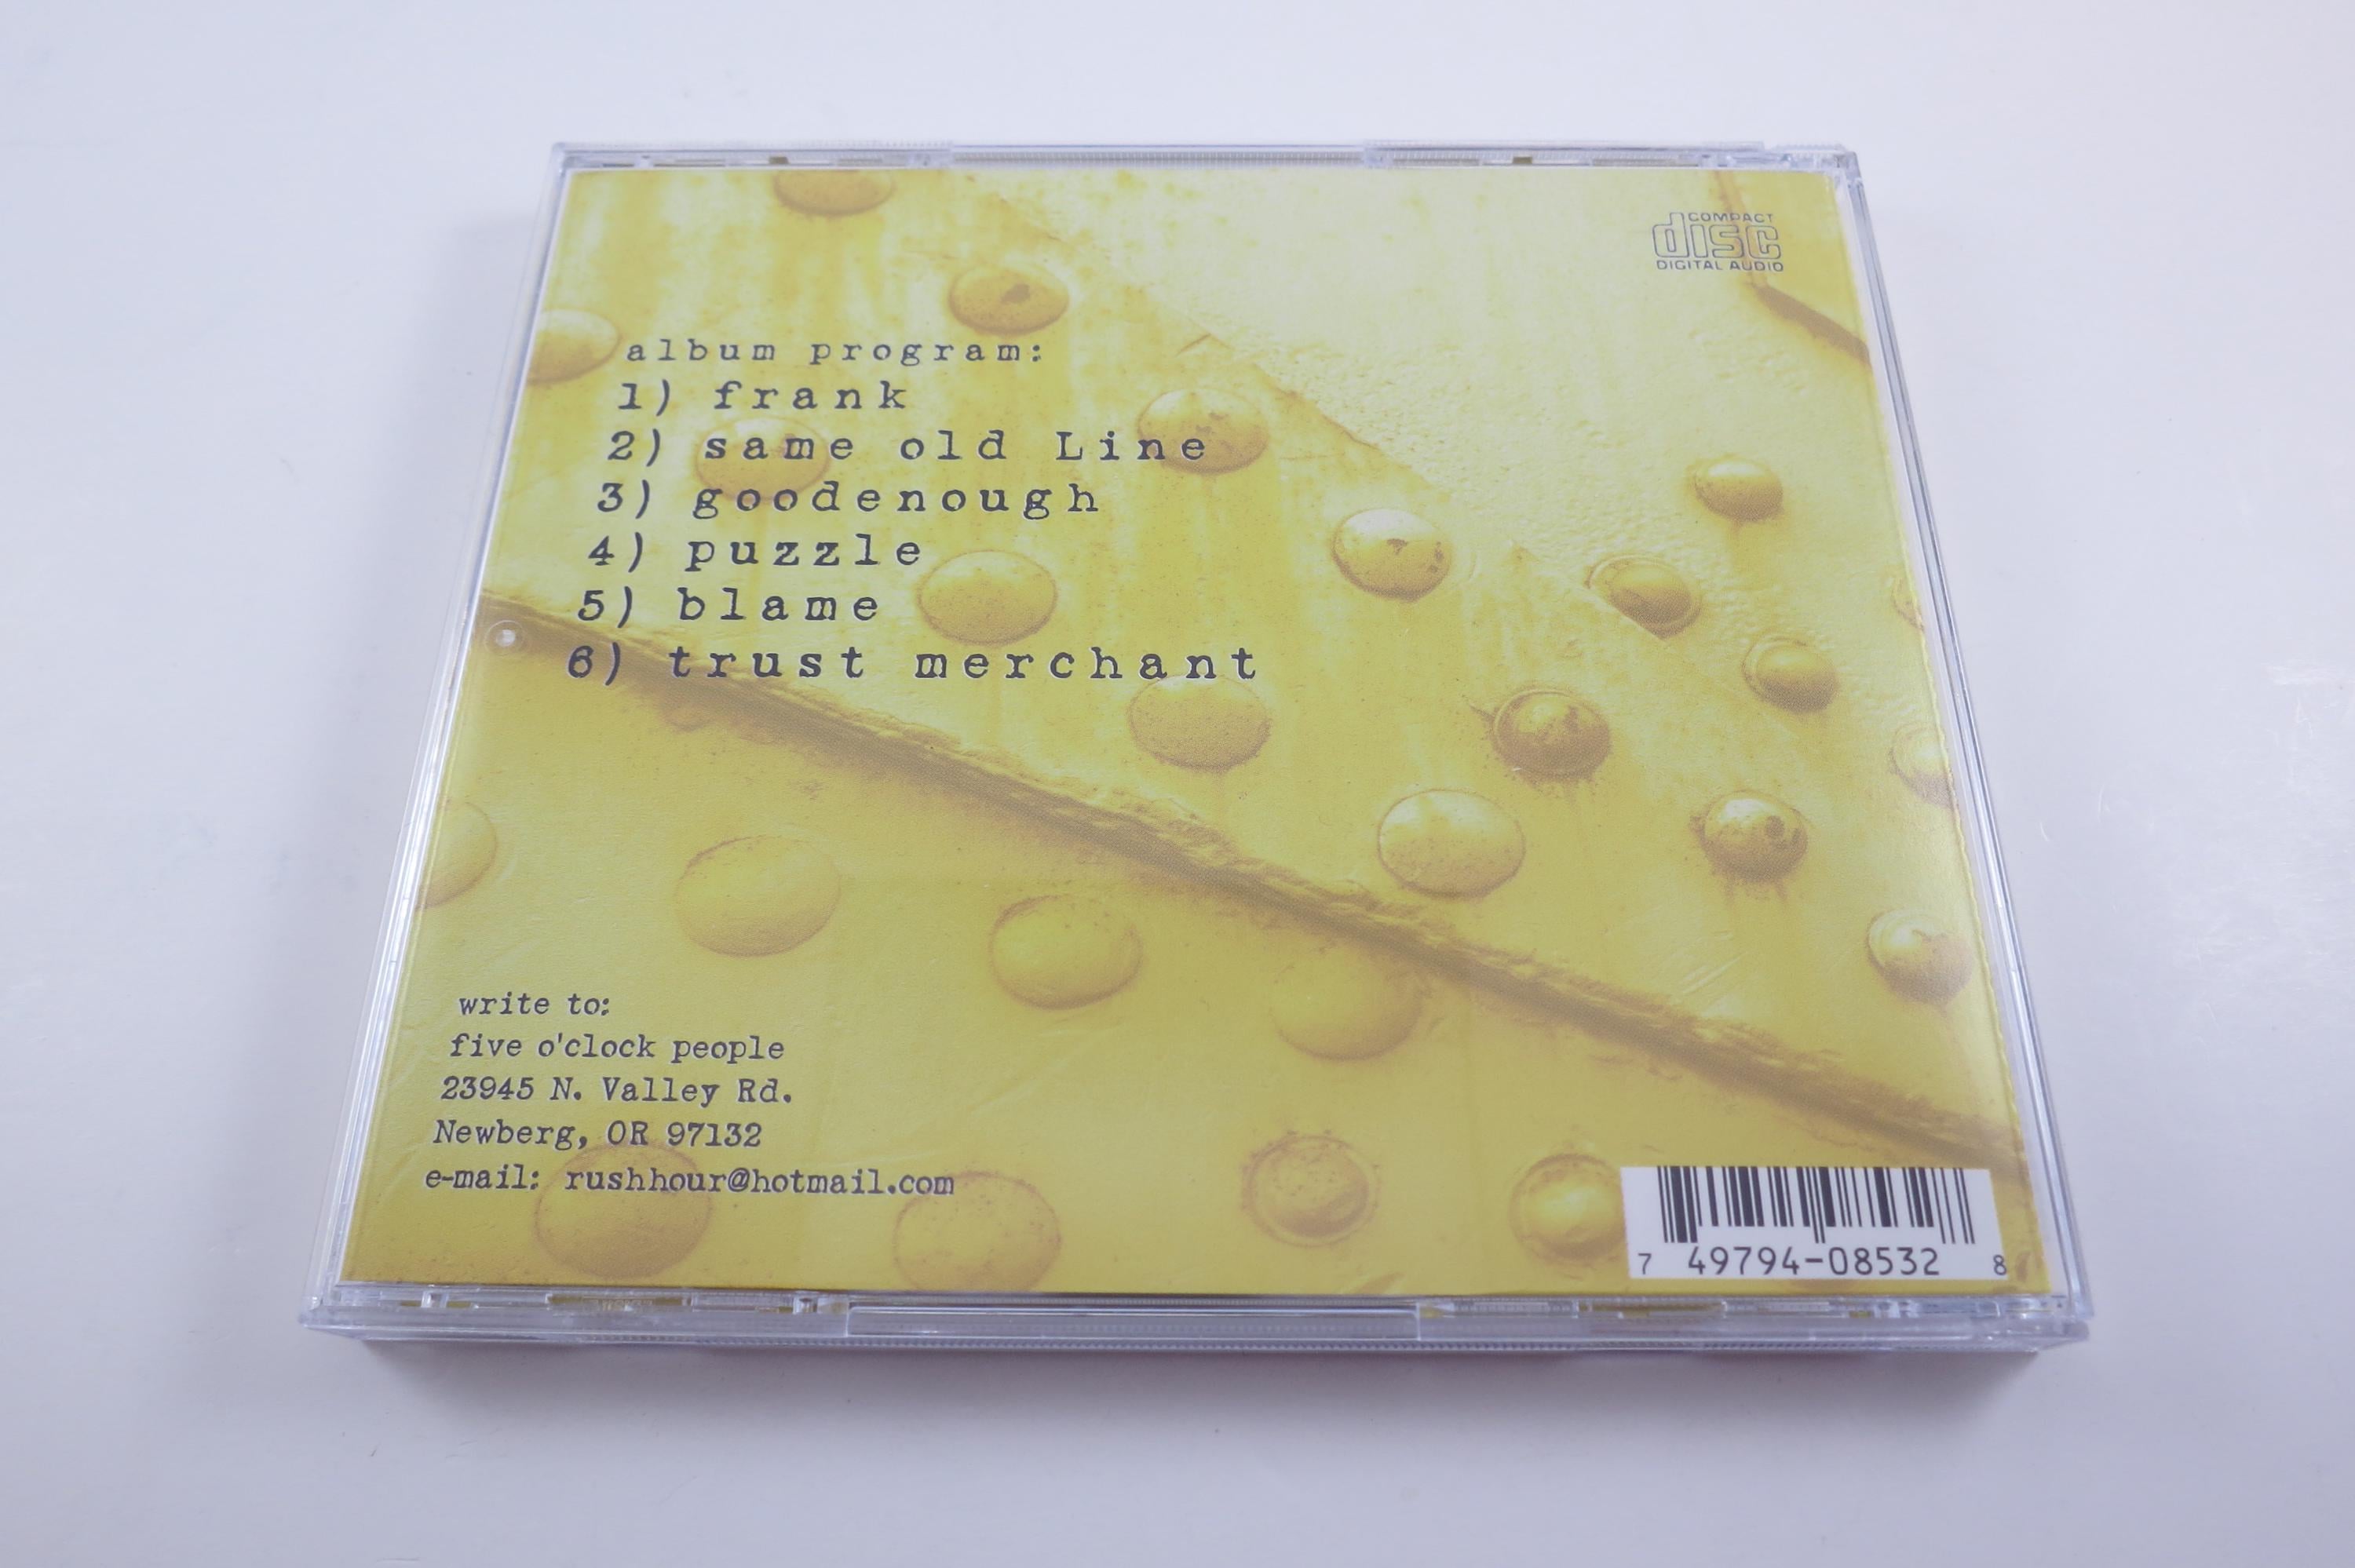 COMPACT
disc
DIGITAL AUDIO
album program:
1) frank
2) same old Line
3) goodenough
4) puzzle
5) blame
6) trust merchant
write to:
five o'clock people
23945 N. Valley Rd.
Newberg, OR 97132
e-mail: rushhour@hotmail.com
7 49794-08532 8